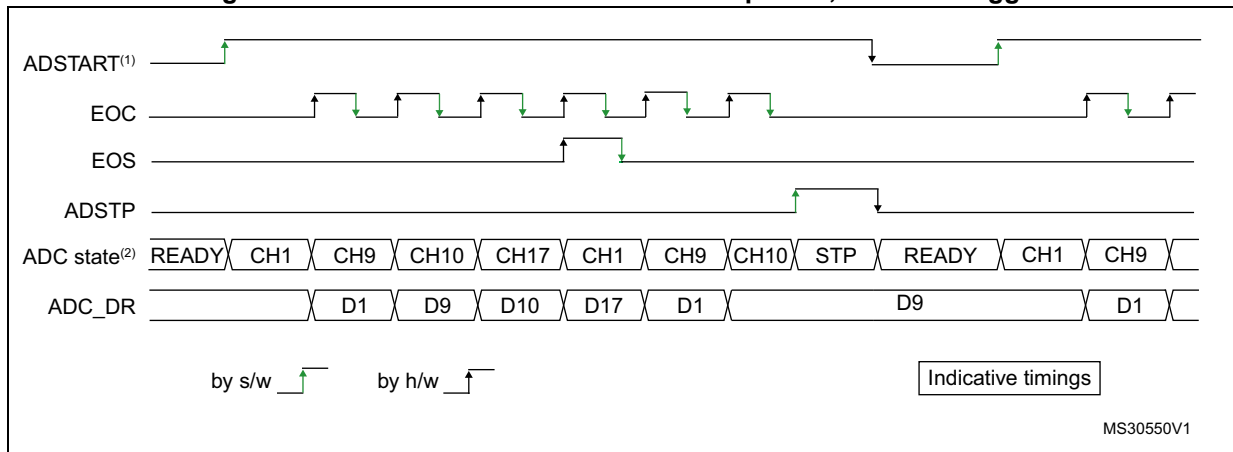 ADSTART(1)
EOC
EOS
ADSTP
ADC state(2) READY CH1 CH9 CH10 CH17 CH1 CH9 CH10 STP READY CH1 CH9
ADC_DR D1 D9 D10 D17 D1 D9 D1
by s/w by h/w Indicative timings
MS30550V1